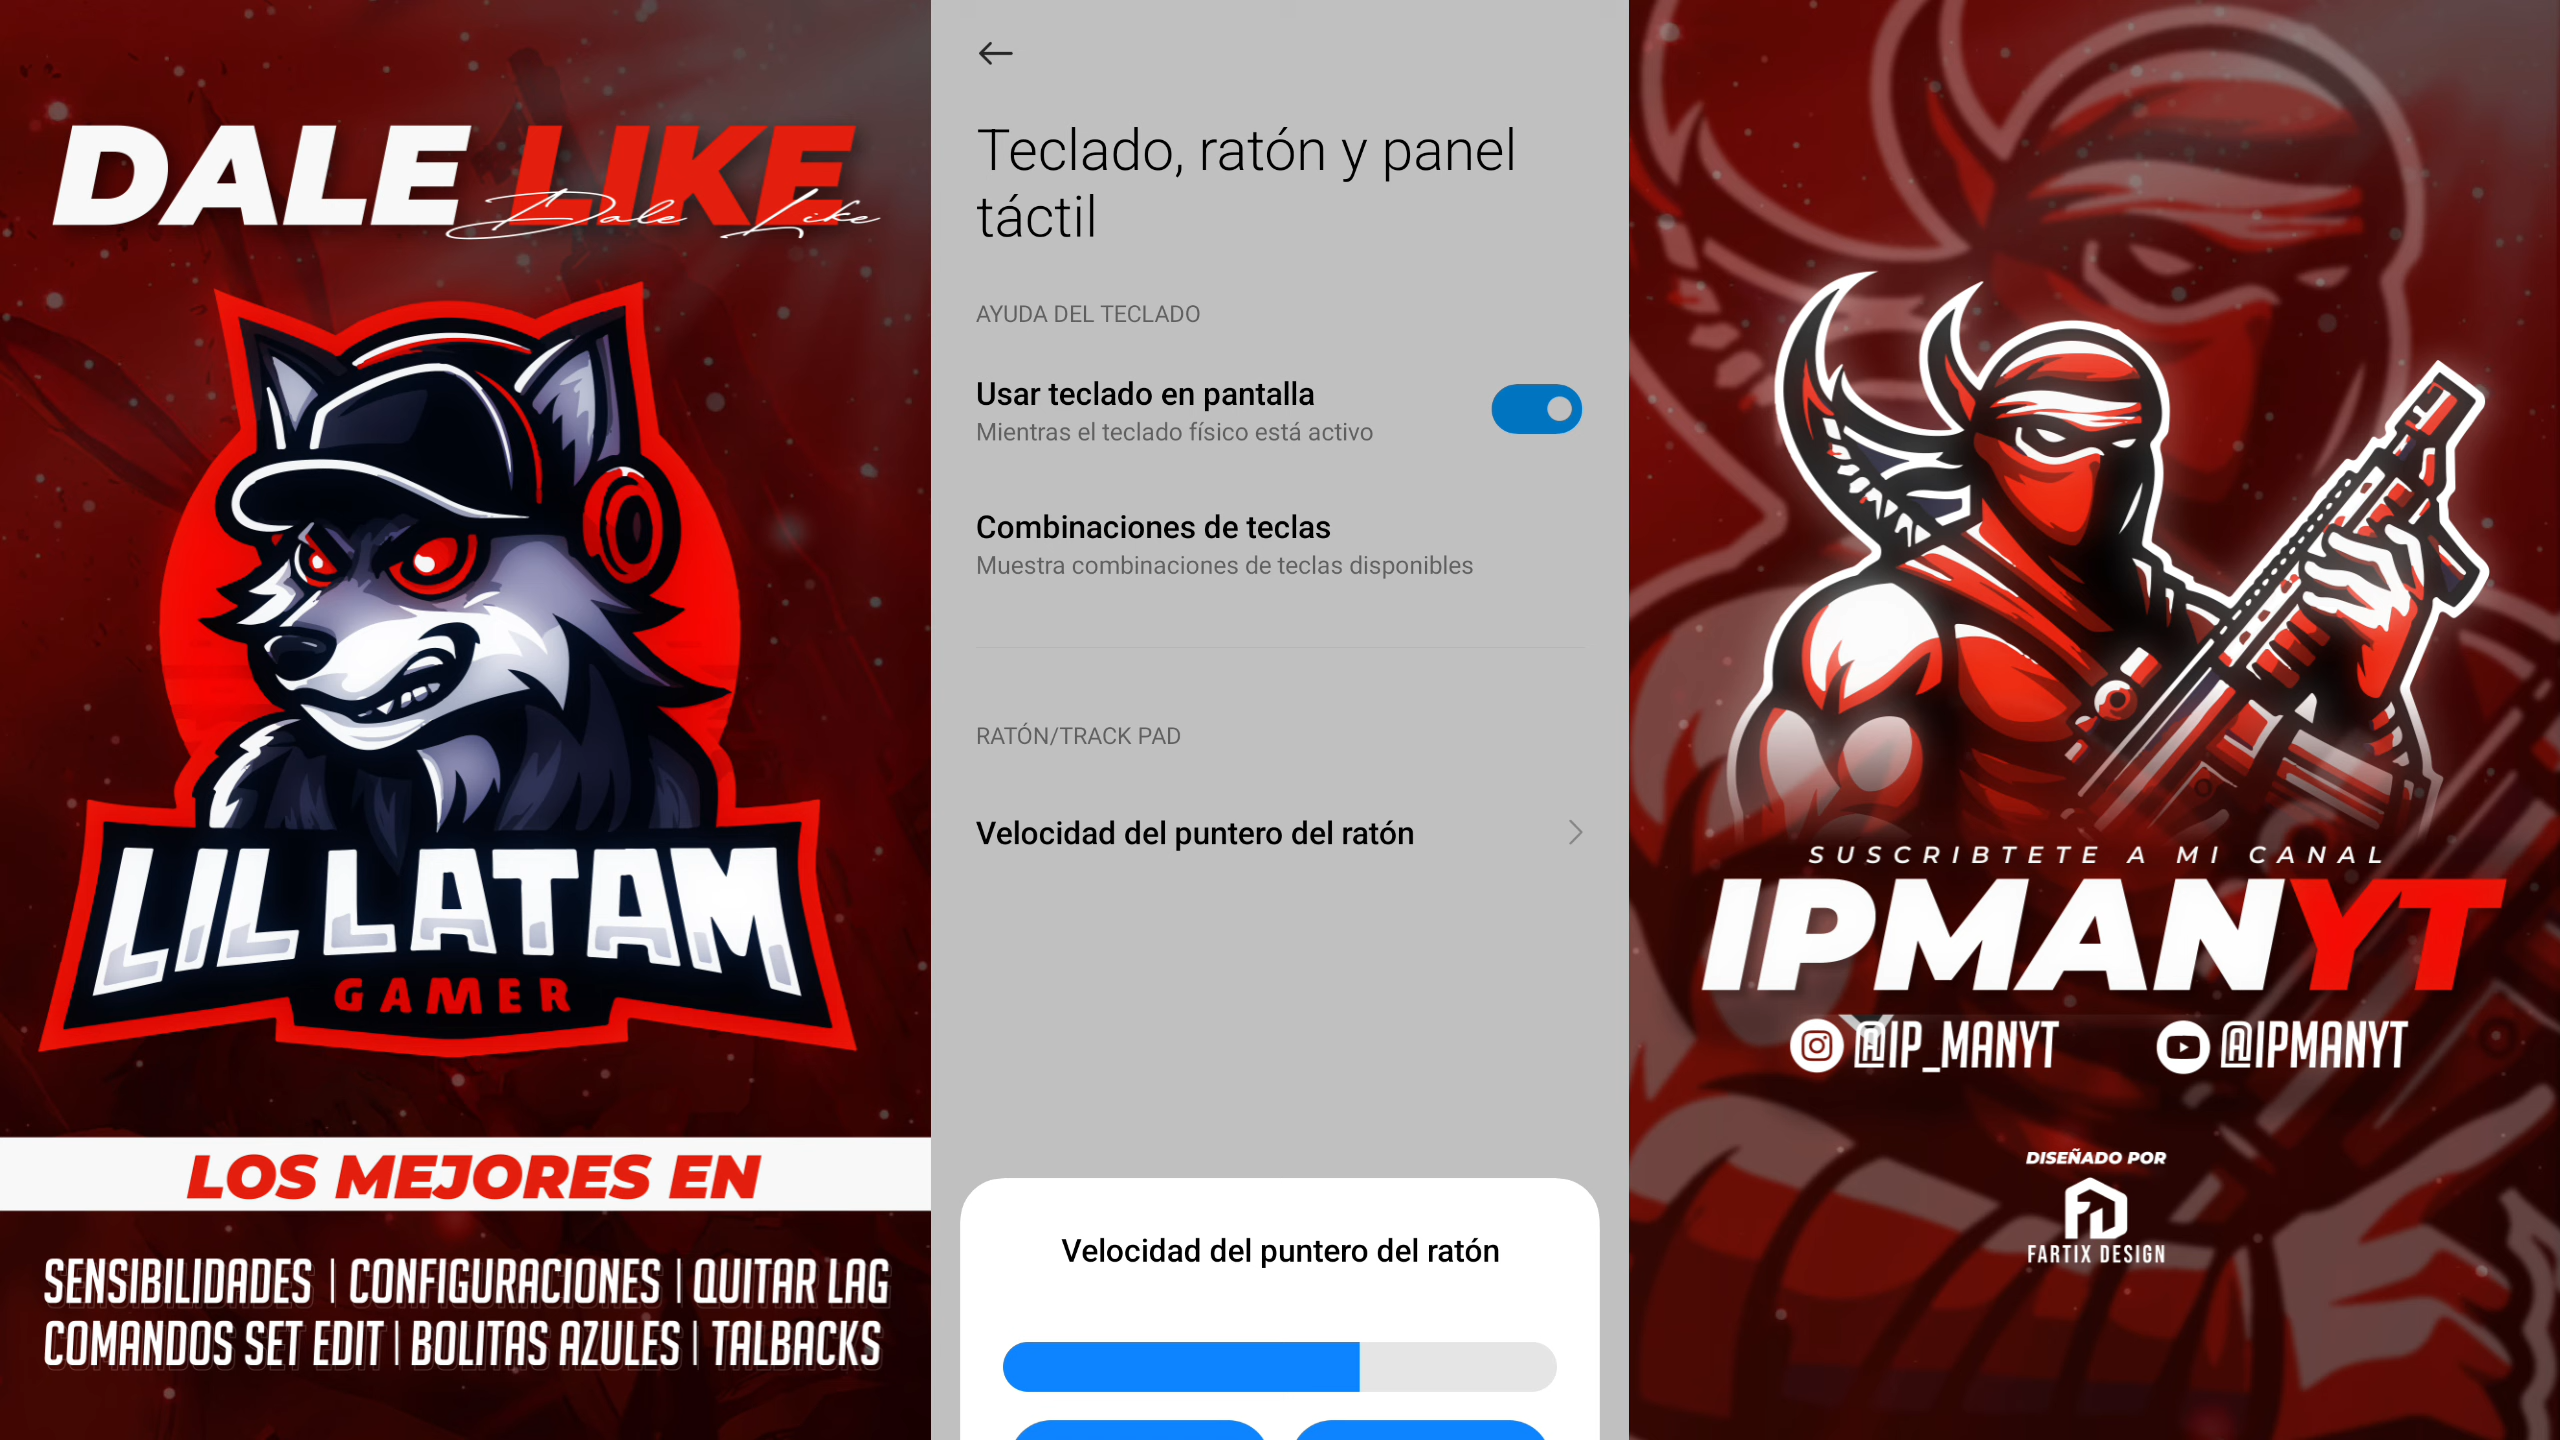 DALE LIKE
Dale Like
LIL LATAM
GAMER
LOS MEJORES EN
SENSIBILIDADES | CONFIGURACIONES | QUITAR LAG
COMANDOS SET EDIT | BOLITAS AZULES | TALBACKS
Teclado, ratón y panel
táctil
AYUDA DEL TECLADO
Usar teclado en pantalla
Mientras el teclado físico está activo
Combinaciones de teclas
Muestra combinaciones de teclas disponibles
RATÓN/TRACK PAD
Velocidad del puntero del ratón
Velocidad del puntero del ratón
SUSCRIBTETE A MI CANAL
IPMANYT
@IP_MANYT @IPMANYT
DISEÑADO POR
FARTIX DESIGN